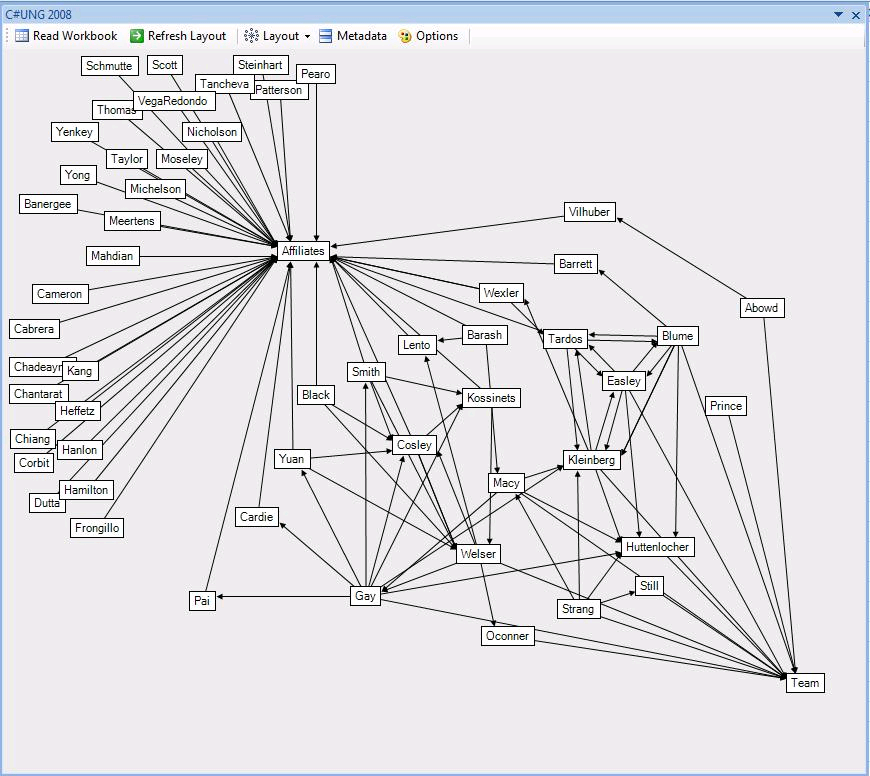 C#UNG 2008
Read Workbook Refresh Layout Layout Metadata Options
Schmutte
Scott
Steinhart
Pearo
Tancheva
Patterson
VegaRedondo
Thomas
Yenkey
Nicholson
Taylor
Moseley
Yong
Michelson
Banergee
Meertens
Vilhuber
Affiliates
Mahdian
Barrett
Cameron
Wexler
Abowd
Cabrera
Lento
Barash
Tardos
Blume
Chadeayn
Kang
Smith
Easley
Chantarat
Black
Kossinets
Heffetz
Prince
Chiang
Hanlon
Cosley
Corbit
Yuan
Kleinberg
Hamilton
Macy
Dutta
Cardie
Frongillo
Welser
Huttenlocher
Pai
Gay
Still
Strang
Oconner
Team